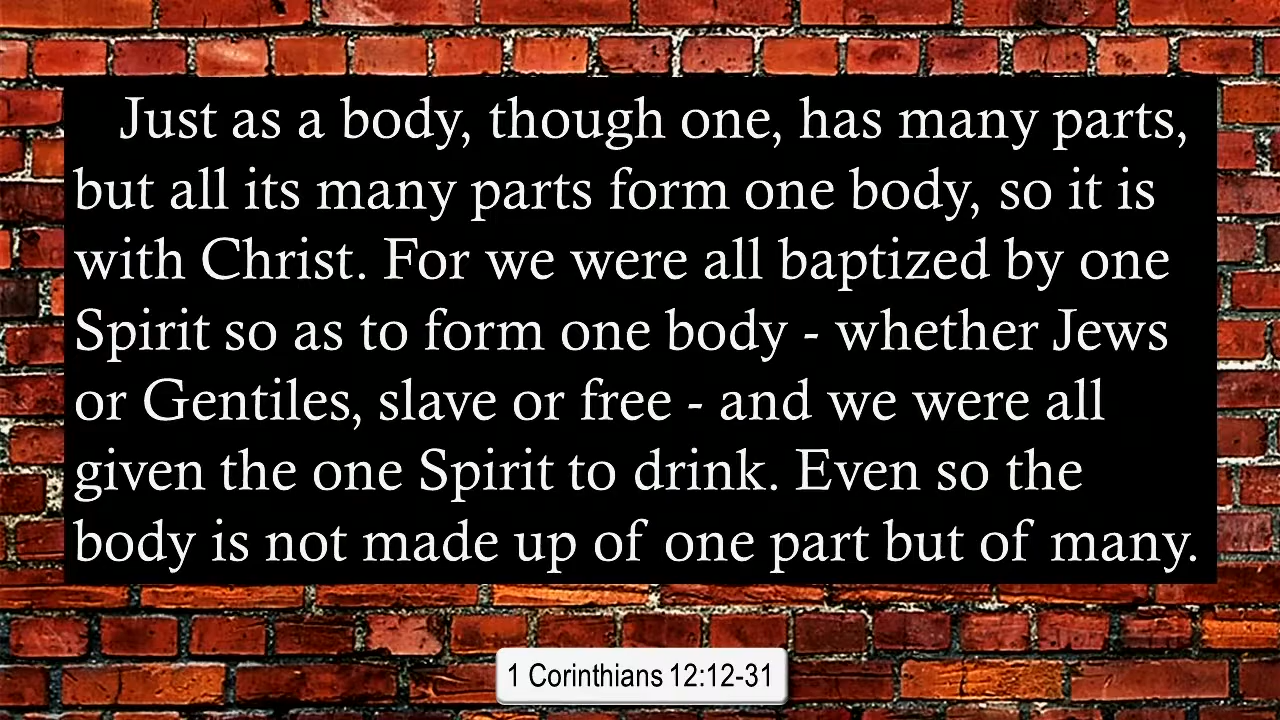 Just as a body, though one, has many parts,
but all its many parts form one body, so it is
with Christ. For we were all baptized by one
Spirit so as to form one body - whether Jews
or Gentiles, slave or free - and we were all
given the one Spirit to drink. Even so the
body is not made up of one part but of many.
1 Corinthians 12:12-31